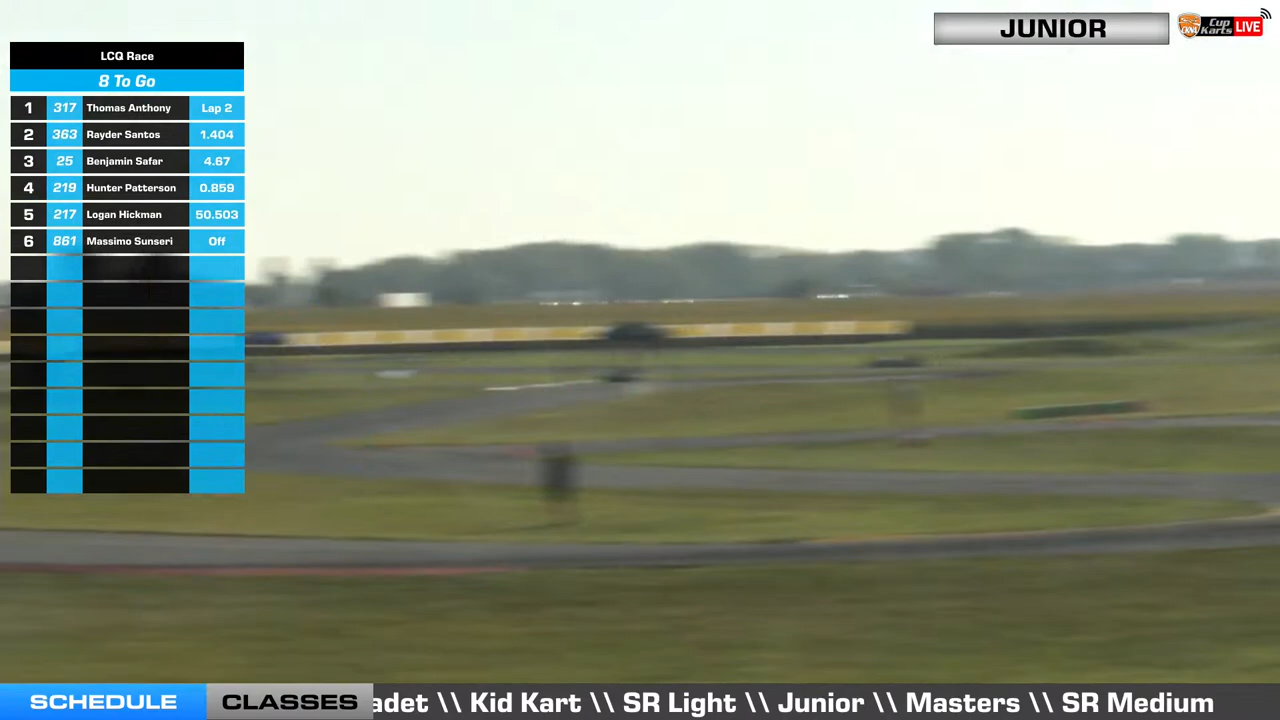 JUNIOR
Cup
Karts
LIVE
LCQ Race
8 To Go
1 317 Thomas Anthony Lap 2
2 363 Rayder Santos 1.404
3 25 Benjamin Safar 4.67
4 219 Hunter Patterson 0.859
5 217 Logan Hickman 50.503
6 861 Massimo Sunseri Off
SCHEDULE CLASSES adet \\ Kid Kart \\ SR Light \\ Junior // Masters \\ SR Medium